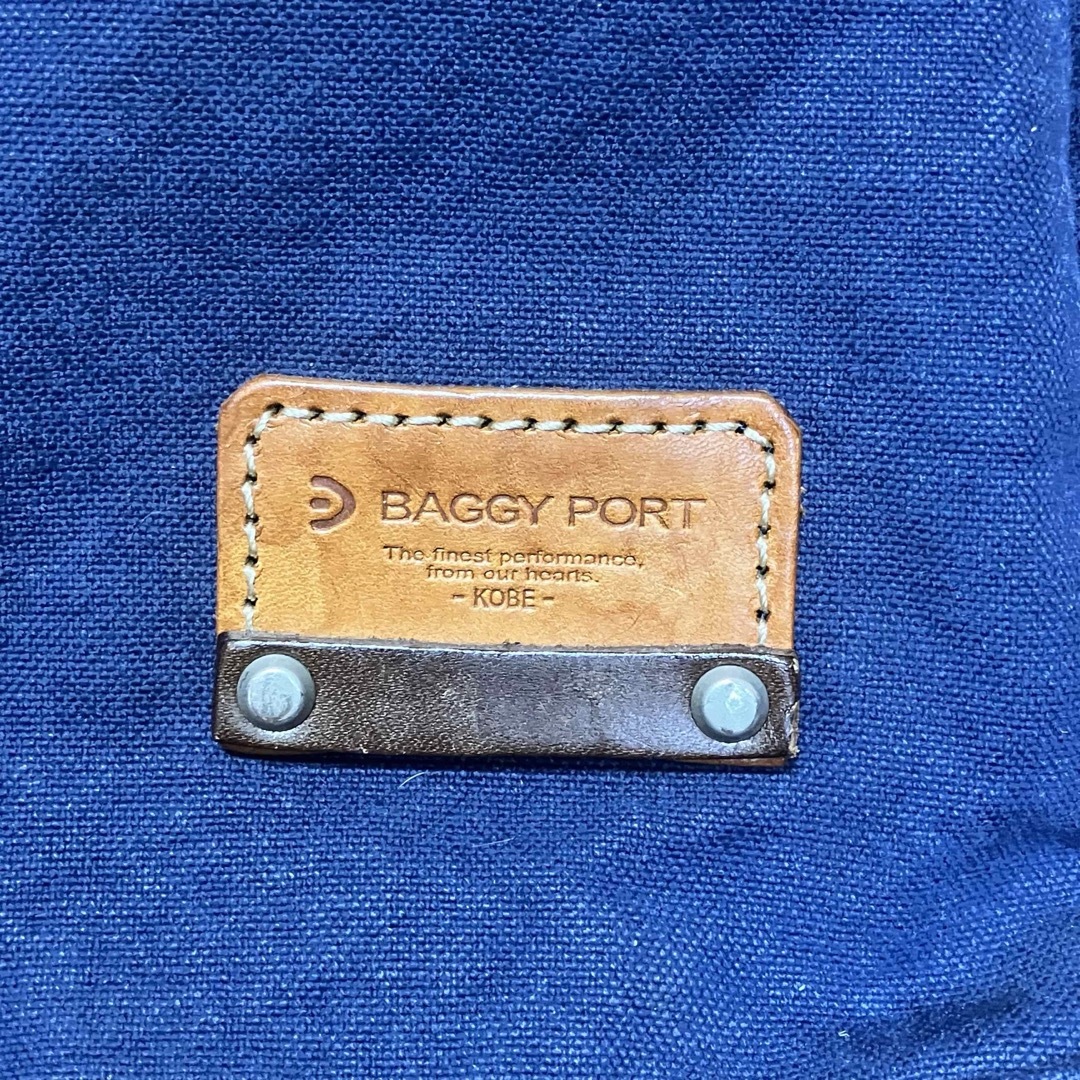 BAGGY PORT
The finest performance,
from our hearts.
- KOBE -